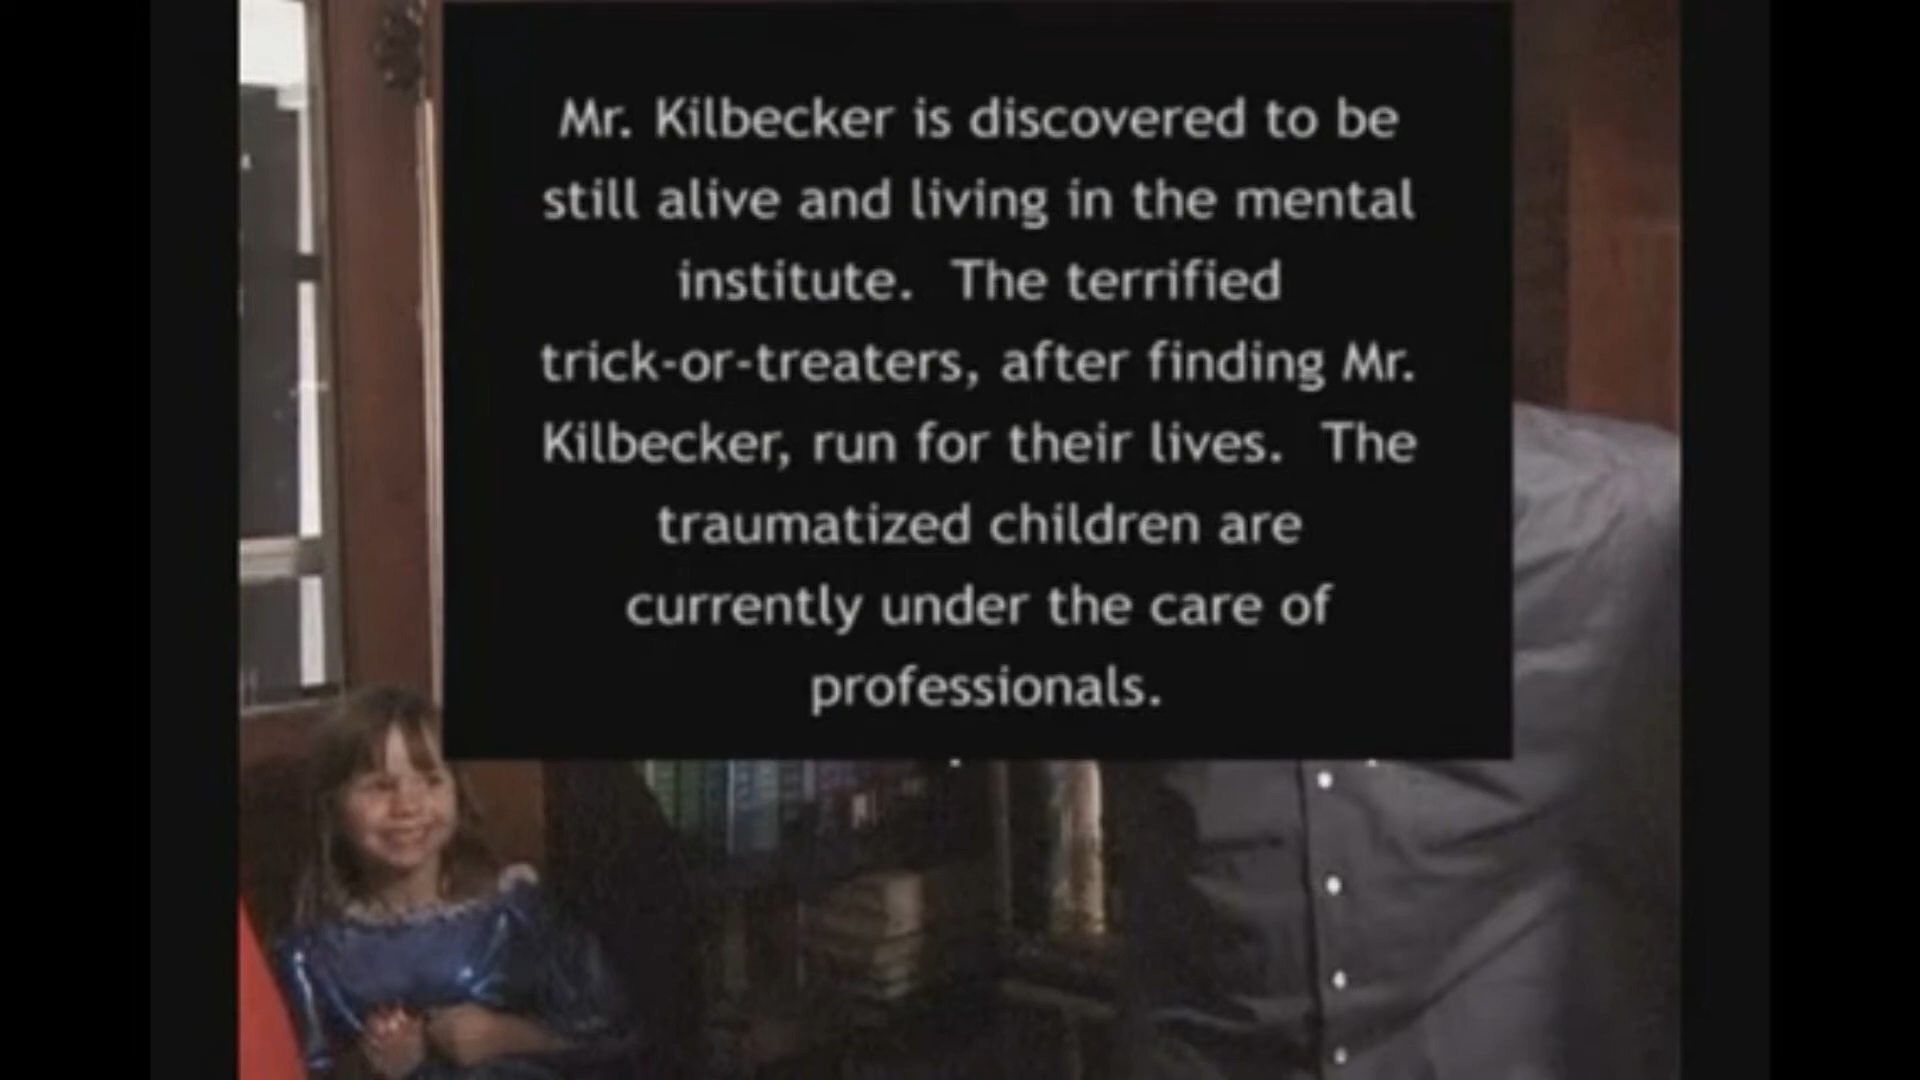 Mr. Kilbecker is discovered to be
still alive and living in the mental
institute.  The terrified
trick-or-treaters, after finding Mr.
Kilbecker, run for their lives.  The
traumatized children are
currently under the care of
professionals.